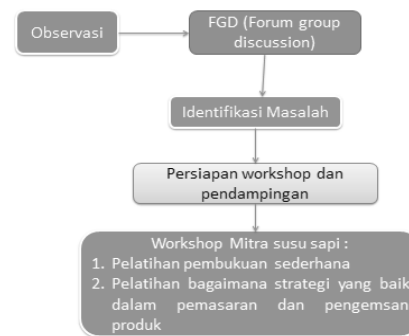 Observasi
FGD (Forum group
discussion)
Identifikasi Masalah
Persiapan workshop dan
pendampingan
Workshop Mitra susu sapi :
1. Pelatihan pembukuan sederhana
2. Pelatihan bagaimana strategi yang baik
dalam pemasaran dan pengemsan
produk